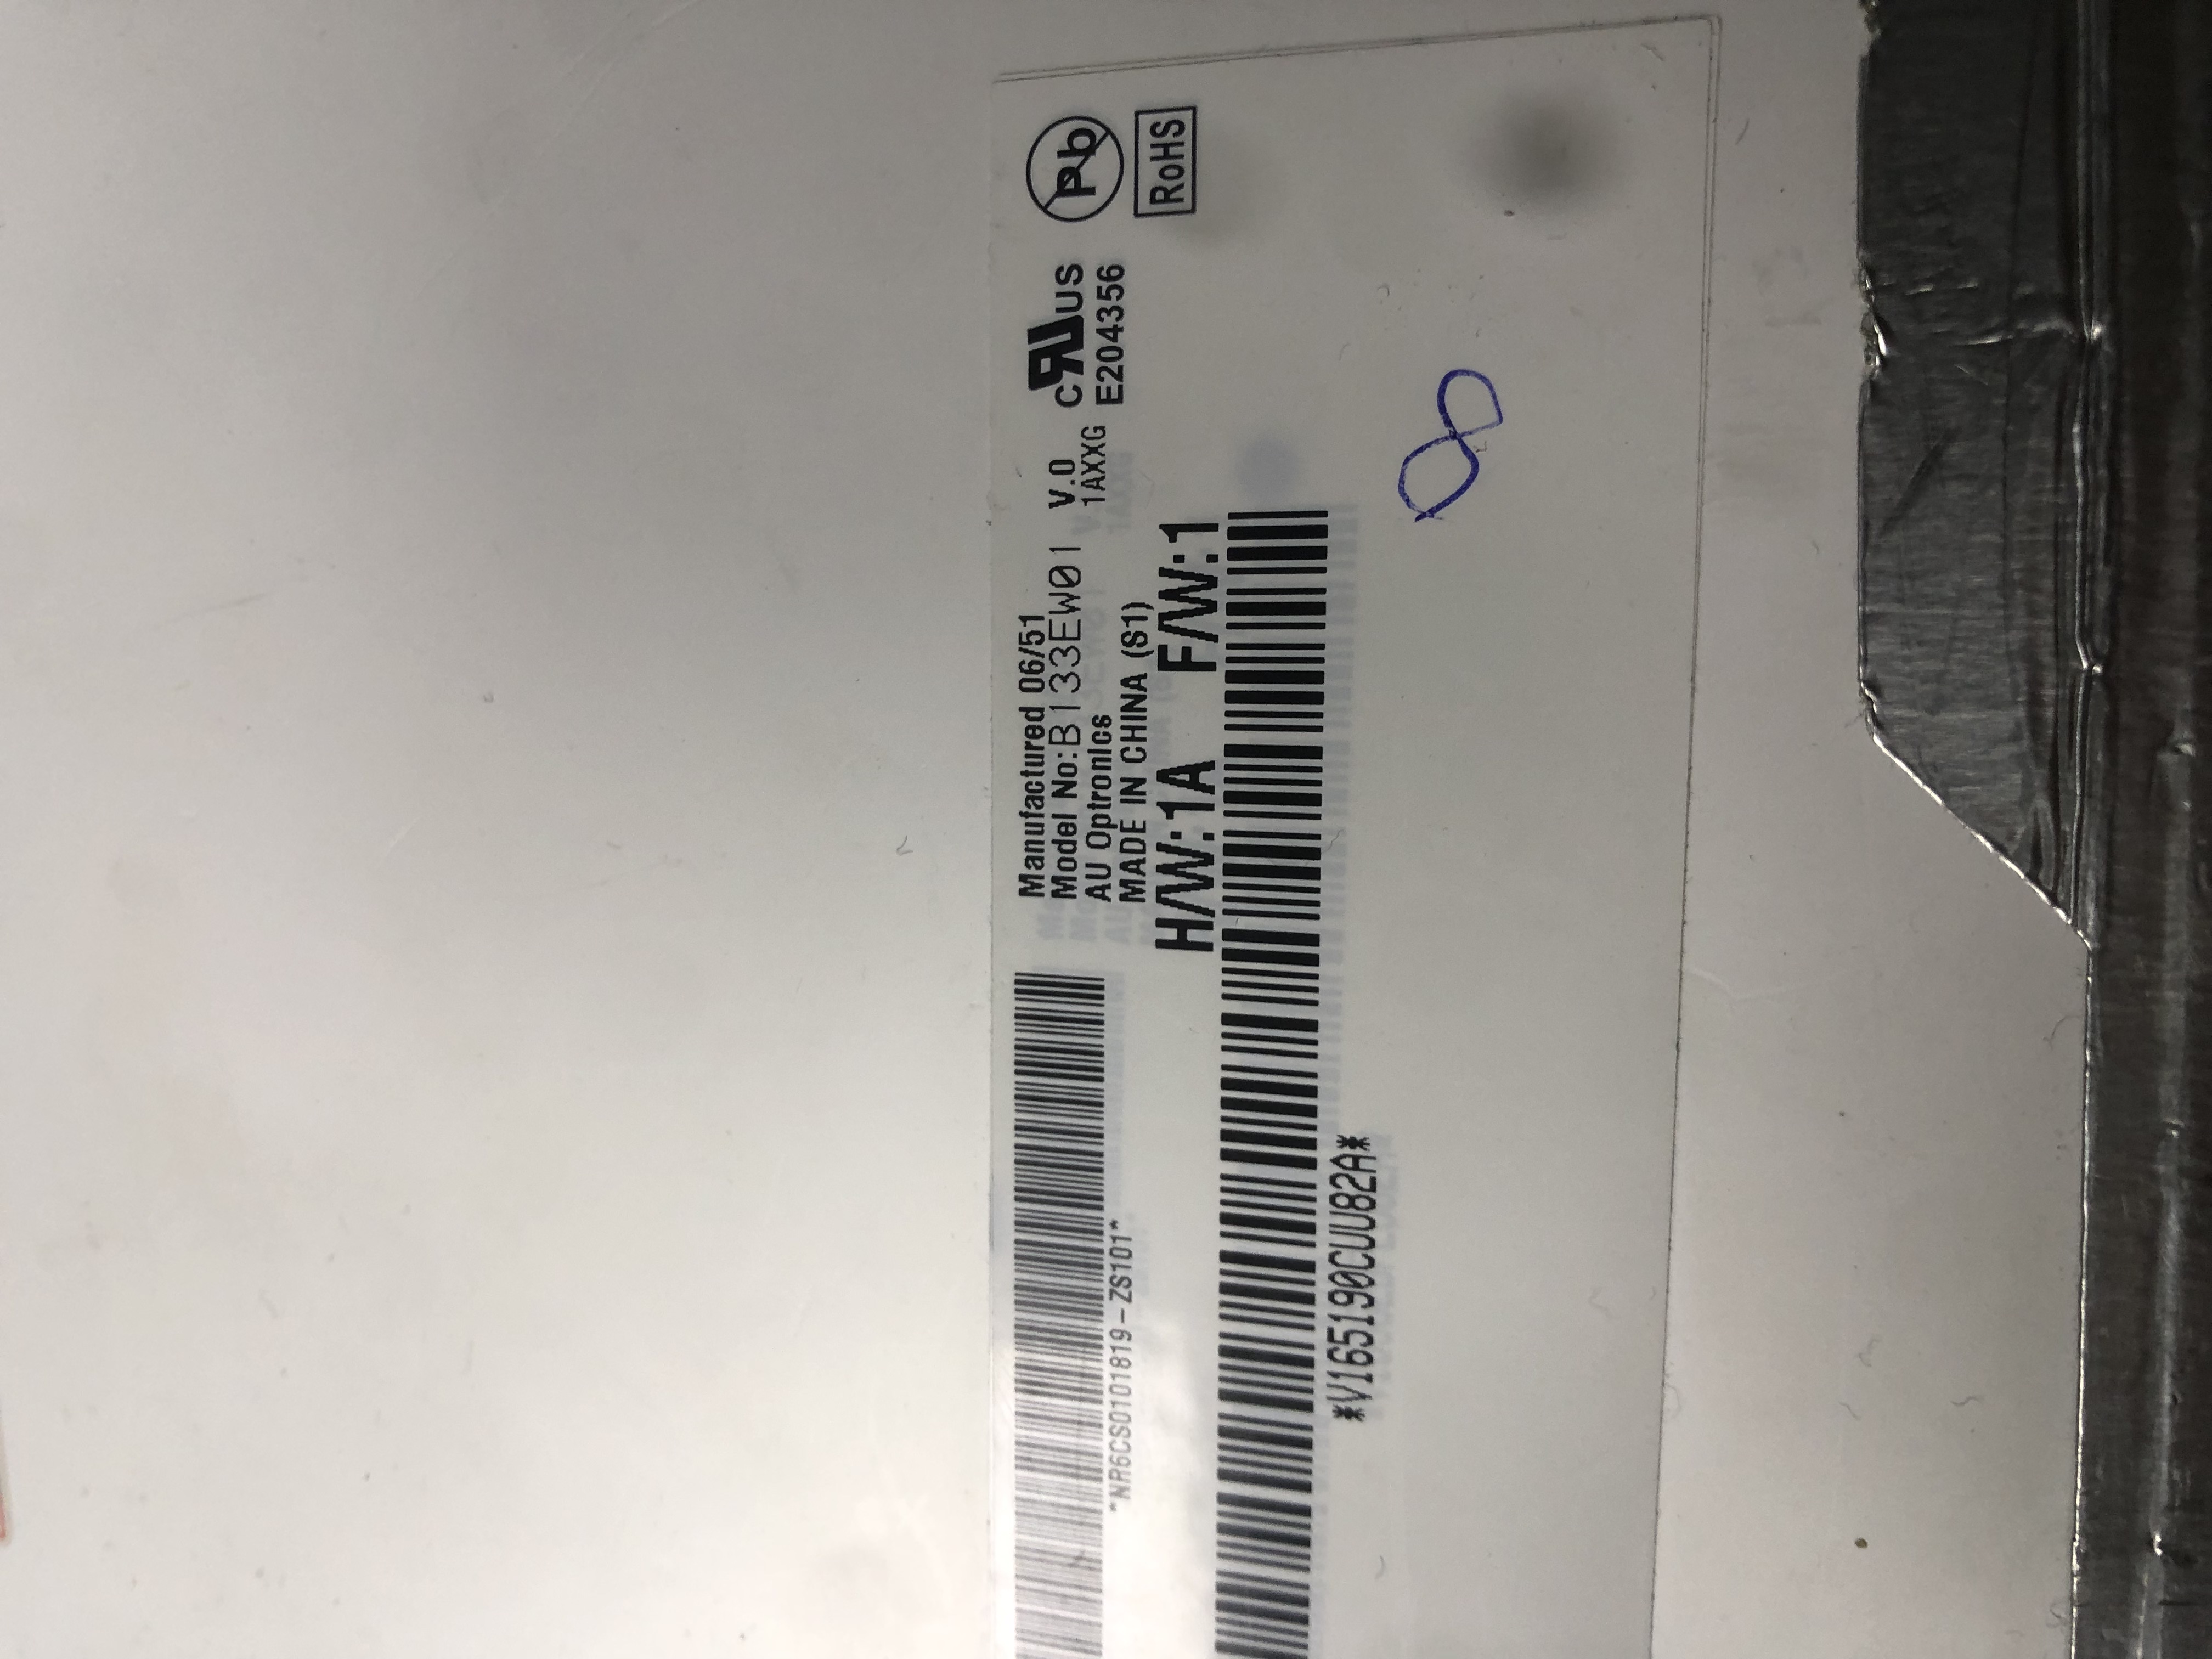 *NR6CS0101819-ZS101*
Manufactured 06/51
Model No:B133EW01 V.0
1AXXG
AU Optronics
MADE IN CHINA (S1)
c RU US
E204356
Pb
RoHS
H/W:1A F/W:1
*V165190CUU82A*
8